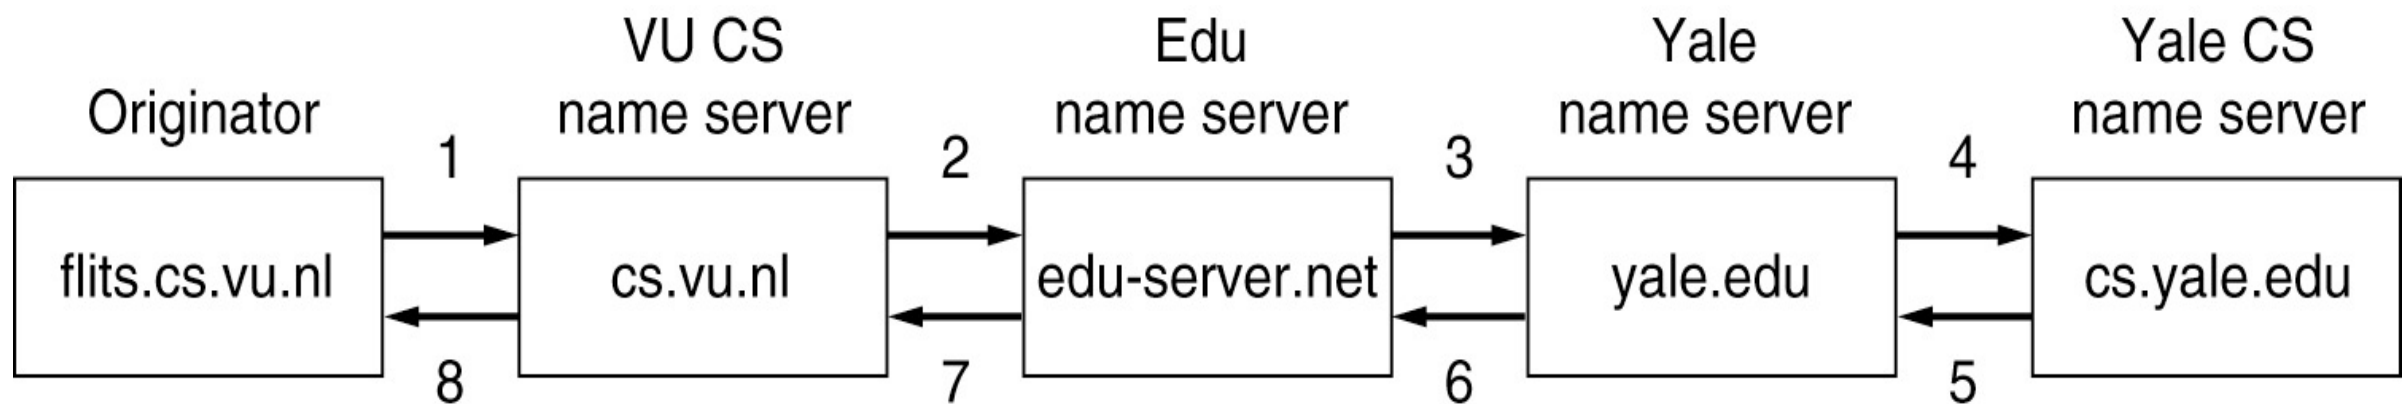 Originator
VU CS
name server
Edu
name server
Yale
name server
Yale CS
name server
1
2
3
4
flits.cs.vu.nl
cs.vu.nl
edu-server.net
yale.edu
cs.yale.edu
8
7
6
5